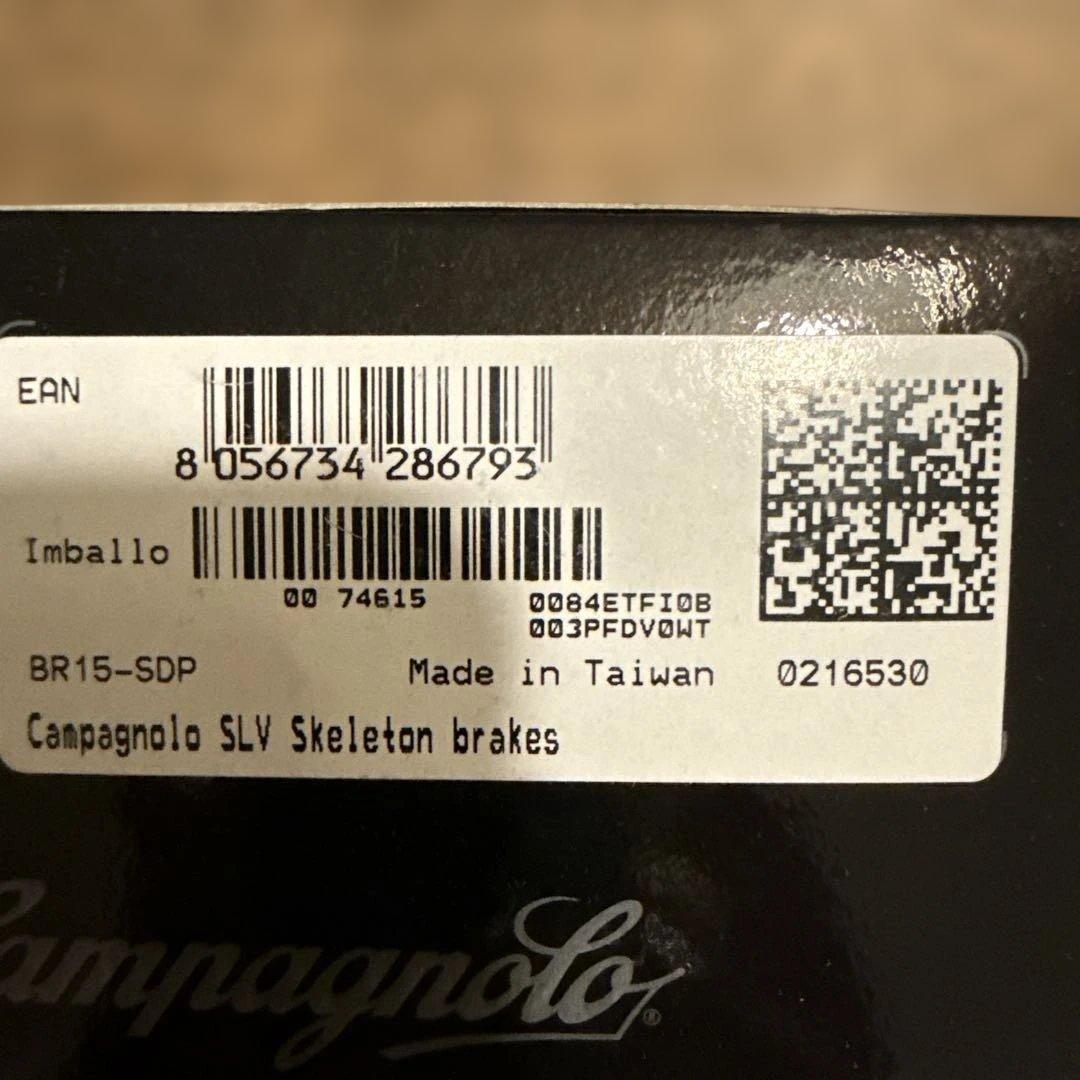 EAN
8 056734 286793
Imballo
00 74615
0084ETFI0B
003PFDV0WT
BR15-SDP Made in Taiwan 0216530
Campagnolo SLV Skeleton brakes
Campagnolo®